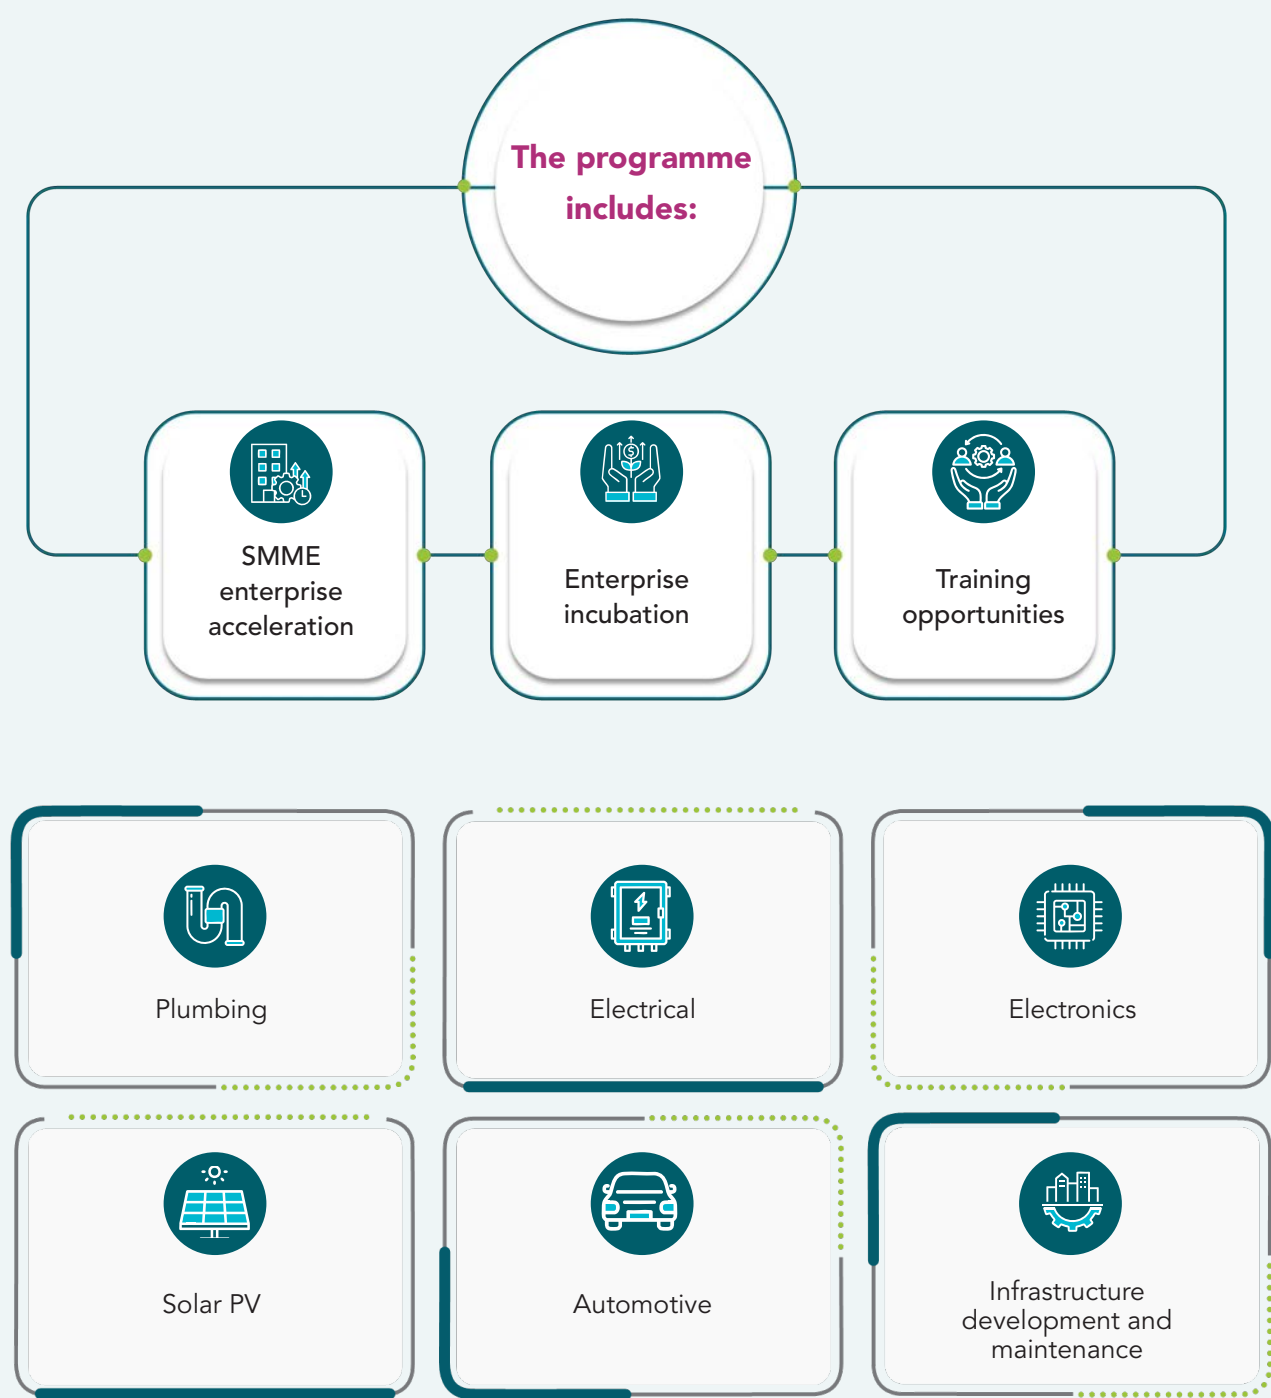 The programme
includes:
SMME
enterprise
acceleration
Enterprise
incubation
Training
opportunities
Plumbing
Electrical
Electronics
Solar PV
Automotive
Infrastructure
development and
maintenance